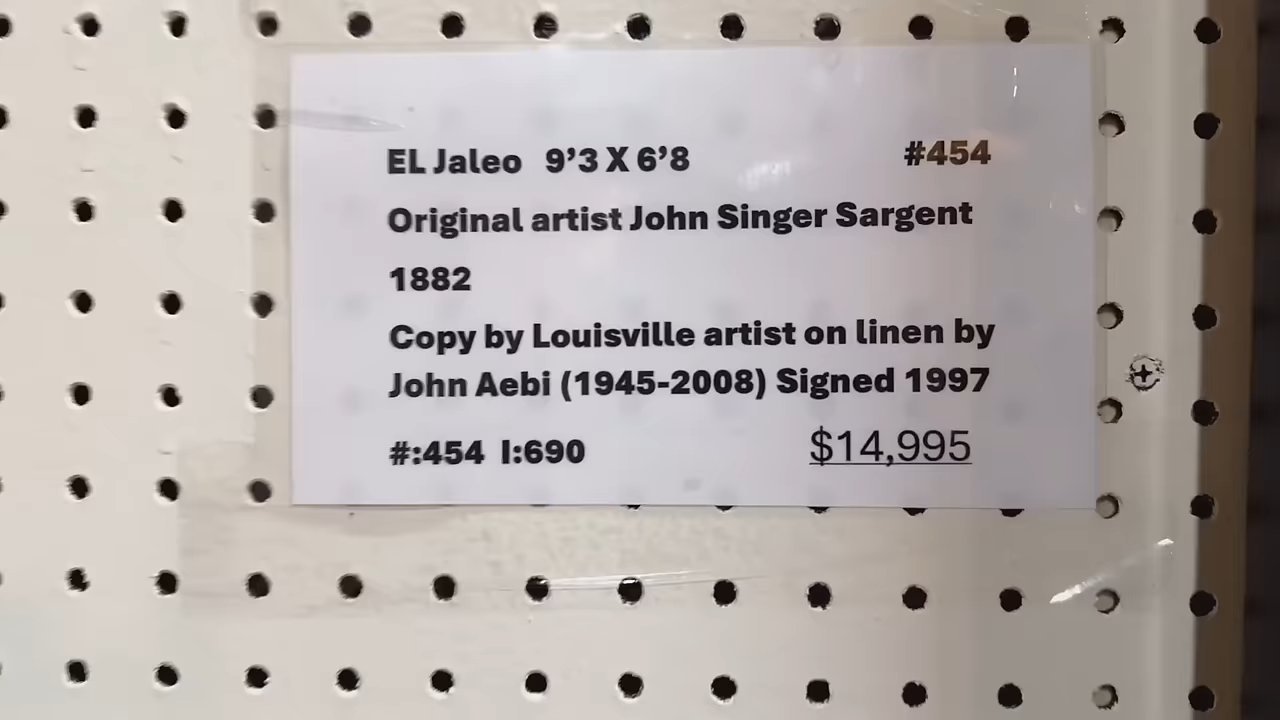 EL Jaleo 9’3 X 6’8 #454
Original artist John Singer Sargent
1882
Copy by Louisville artist on linen by
John Aebi (1945-2008) Signed 1997
#:454 I:690 $14,995